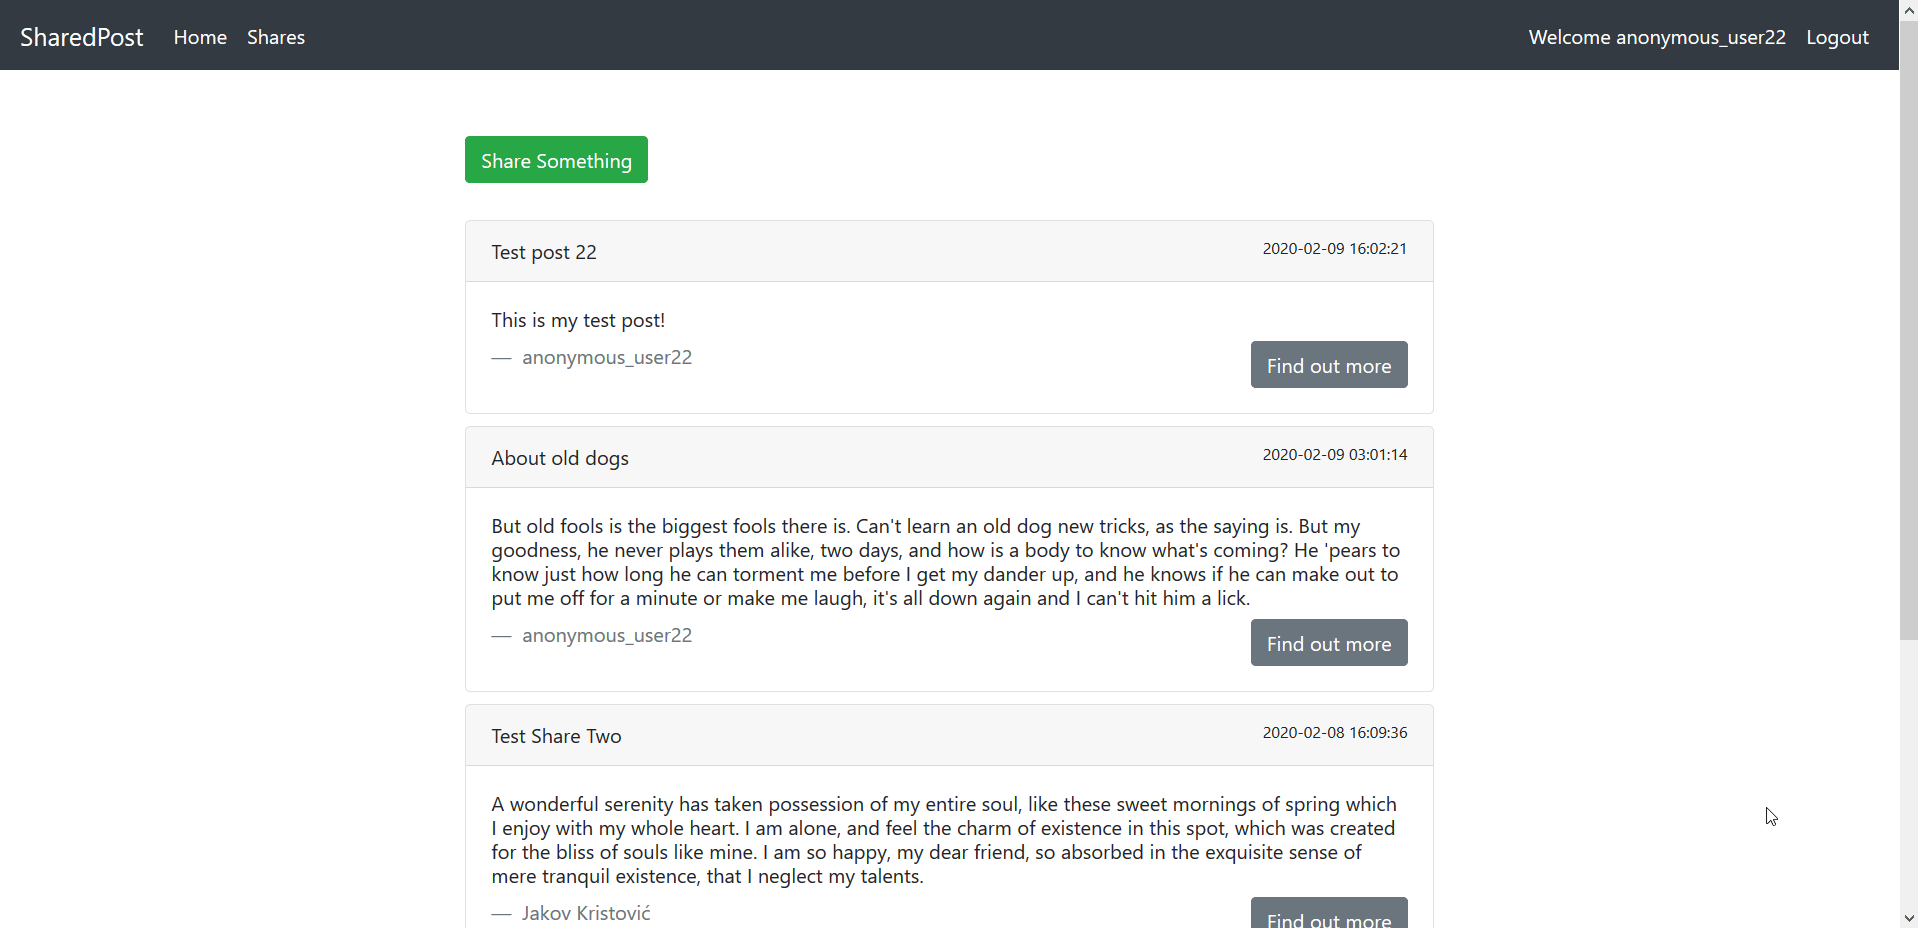 SharedPost Home Shares Welcome anonymous_user22 Logout
Share Something
Test post 22 2020-02-09 16:02:21
This is my test post!
— anonymous_user22 Find out more
About old dogs 2020-02-09 03:01:14
But old fools is the biggest fools there is. Can't learn an old dog new tricks, as the saying is. But my
goodness, he never plays them alike, two days, and how is a body to know what's coming? He 'pears to
know just how long he can torment me before I get my dander up, and he knows if he can make out to
put me off for a minute or make me laugh, it's all down again and I can't hit him a lick.
— anonymous_user22 Find out more
Test Share Two 2020-02-08 16:09:36
A wonderful serenity has taken possession of my entire soul, like these sweet mornings of spring which
I enjoy with my whole heart. I am alone, and feel the charm of existence in this spot, which was created
for the bliss of souls like mine. I am so happy, my dear friend, so absorbed in the exquisite sense of
mere tranquil existence, that I neglect my talents.
— Jakov Kristović Find out more